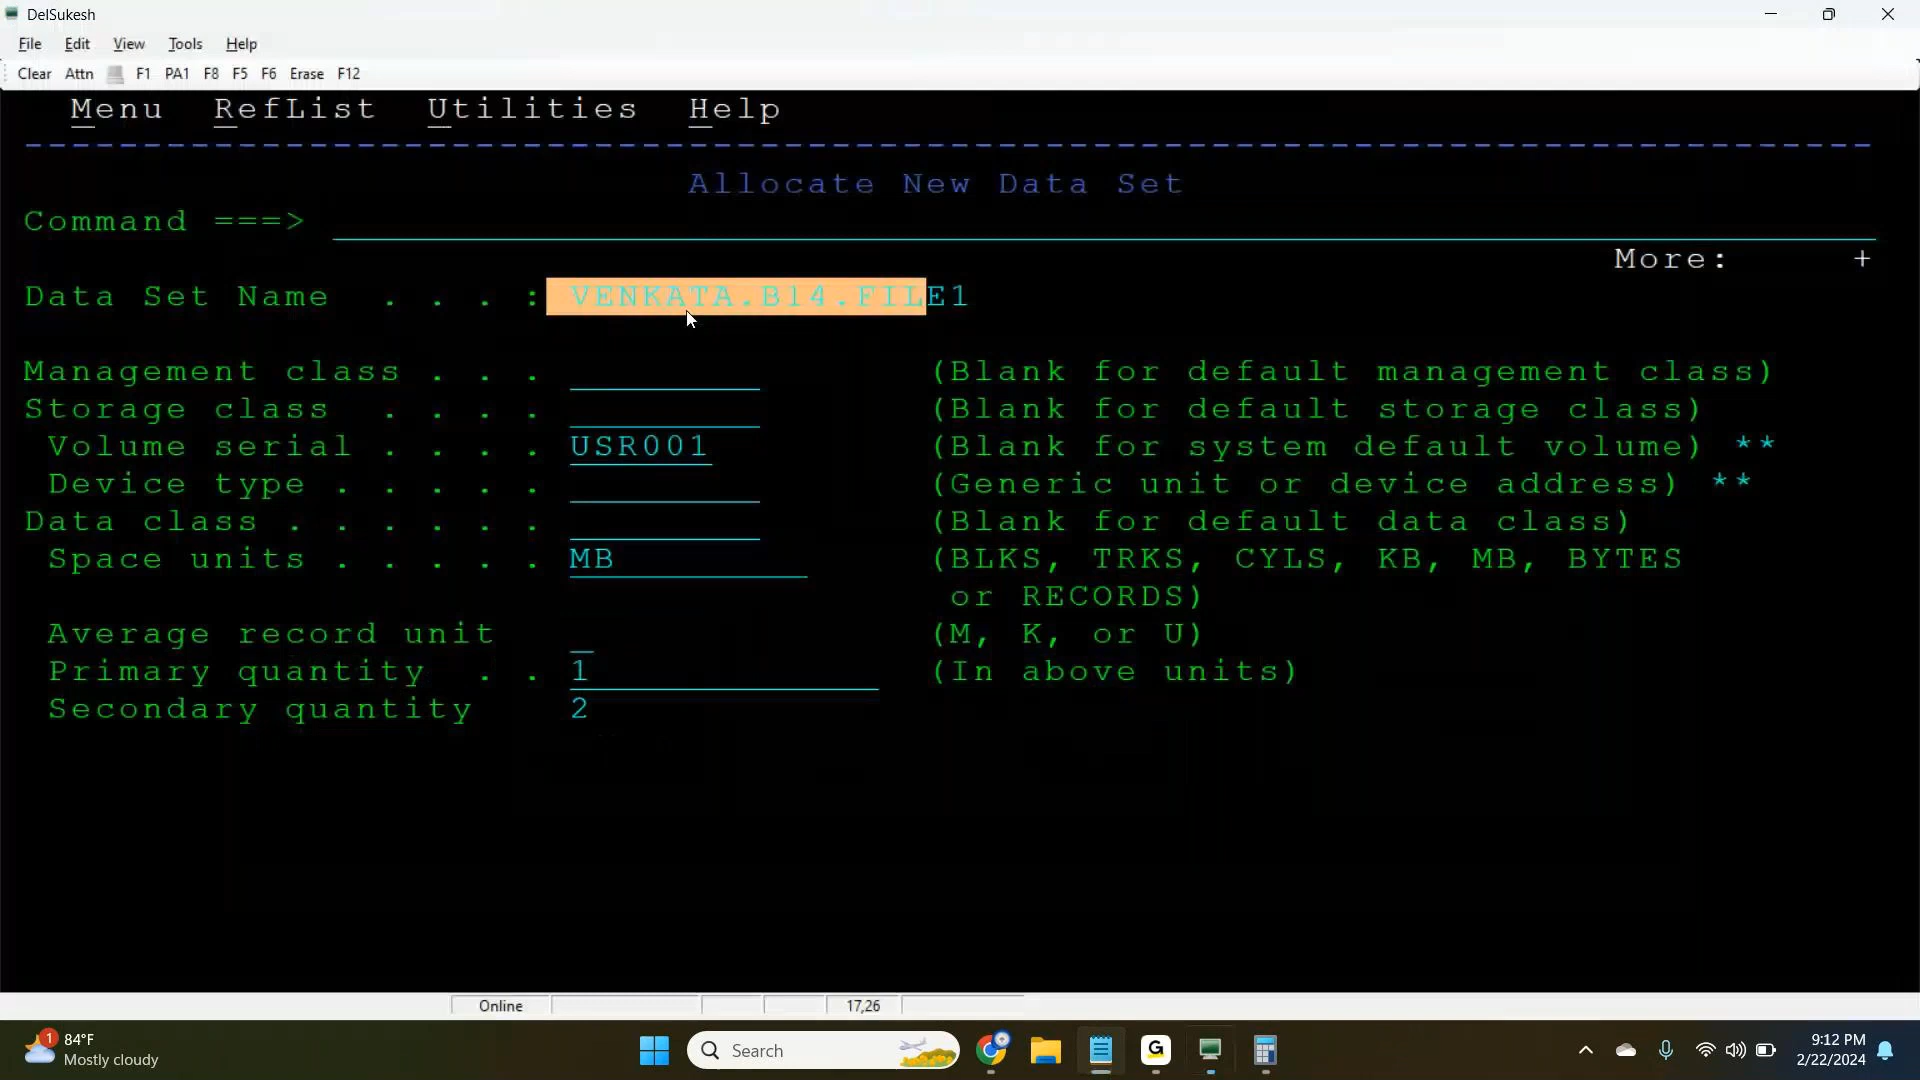 DelSukesh
File Edit View Tools Help
Clear Attn F1 PA1 F8 F5 F6 Erase F12
Menu RefList Utilities Help
Allocate New Data Set
Command ===>
More: +
Data Set Name . . . : VENKATA.B14.FILE1
Management class . . . (Blank for default management class)
Storage class . . . . (Blank for default storage class)
Volume serial . . . . USR001 (Blank for system default volume) **
Device type . . . . . (Generic unit or device address) **
Data class . . . . . . (Blank for default data class)
Space units . . . . . MB (BLKS, TRKS, CYLS, KB, MB, BYTES
or RECORDS)
Average record unit _ (M, K, or U)
Primary quantity . . 1 (In above units)
Secondary quantity 2
Online 17,26
1 84°F
Mostly cloudy
Search
G
9:12 PM
2/22/2024